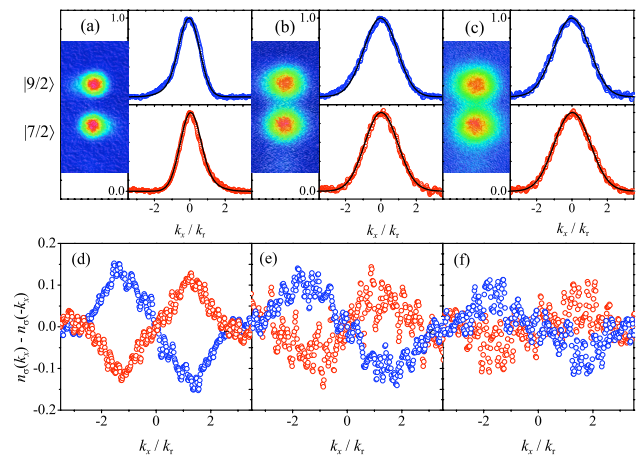 (a) 1.0 (b) 1.0 (c) 1.0
|9/2⟩
|7/2⟩
0.0 0.0 0.0
-2 0 2 -2 0 2 -2 0 2
k_x / k_r k_x / k_r k_x / k_r
0.2 (d) (e) (f)
0.1
0.0
-0.1
-0.2
n_σ(k_x) - n_σ(-k_x)
-2 0 2 -2 0 2 -2 0 2
k_x / k_r k_x / k_r k_x / k_r